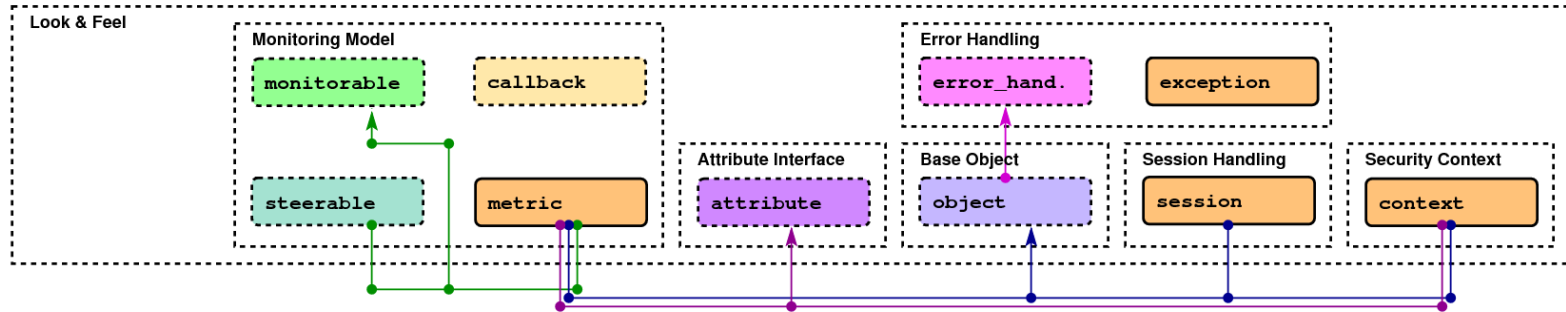 Look & Feel
Monitoring Model
monitorable
callback
steerable
metric
Attribute Interface
attribute
Error Handling
error_hand.
exception
Base Object
object
Session Handling
session
Security Context
context